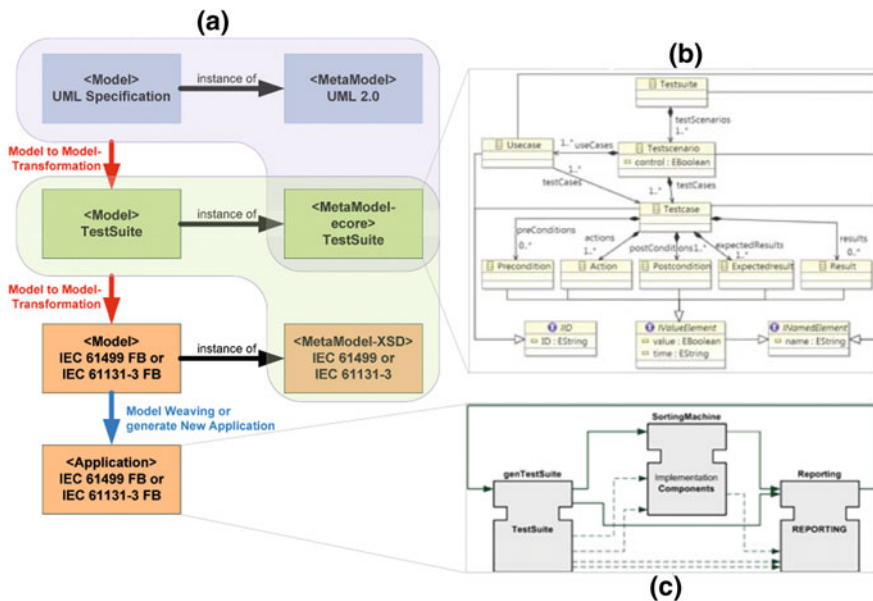 (a)
<Model>
UML Specification
instance of
<MetaModel>
UML 2.0
Model to Model-
Transformation
<Model>
TestSuite
instance of
<MetaModel-
ecore>
TestSuite
Model to Model-
Transformation
<Model>
IEC 61499 FB or
IEC 61131-3 FB
instance of
<MetaModel-XSD>
IEC 61499 or
IEC 61131-3
Model Weaving or
generate New Application
<Application>
IEC 61499 FB or
IEC 61131-3 FB
(b)
Testsuite
testScenarios
1..*
Usecase
1..*
useCases
Testscenario
control : EBoolean
1..*
testCases
testCases
1..*
Testcase
preConditions
0..*
actions
1..*
postConditions
1..*
expectedResults
1..*
results
0..*
Precondition
Action
Postcondition
Expectedresult
Result
IID
ID : EString
IValueElement
value : EBoolean
time : EString
INamedElement
name : EString
SortingMachine
genTestSuite
Implementation
Components
Reporting
TestSuite
REPORTING
(c)